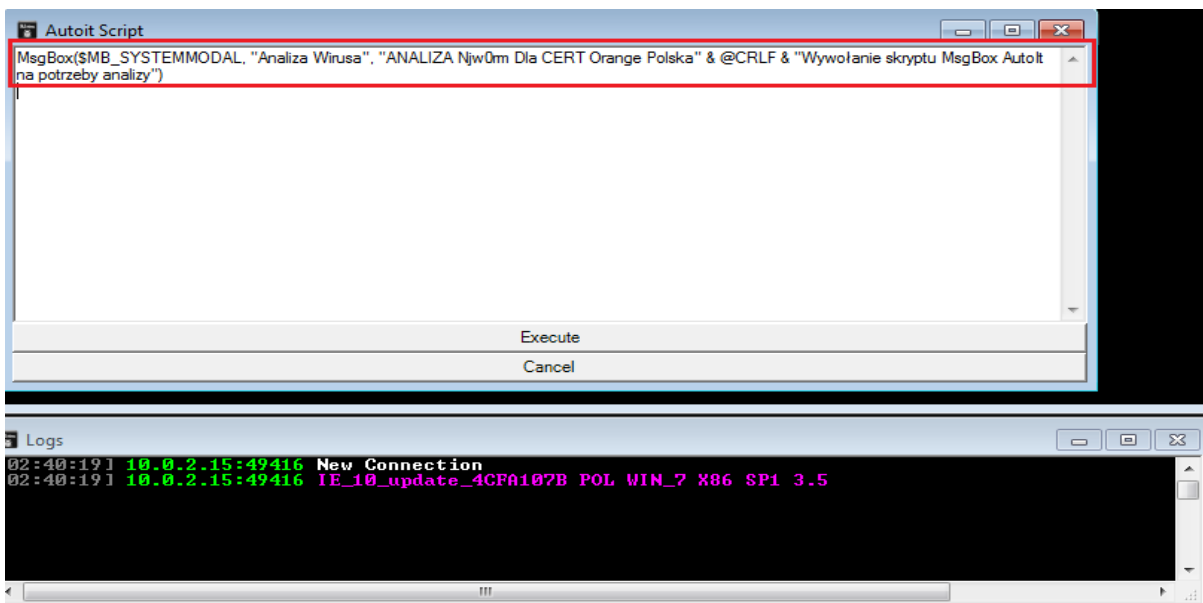 Autoit Script
MsgBox($MB_SYSTEMMODAL, "Analiza Wirusa", "ANALIZA Njw0rm Dla CERT Orange Polska" & @CRLF & "Wywołanie skryptu MsgBox AutoIt
na potrzeby analizy")
Execute
Cancel
Logs
02:40:19] 10.0.2.15:49416 New Connection
02:40:19] 10.0.2.15:49416 IE_10_update_4CFA107B POL WIN_7 X86 SP1 3.5